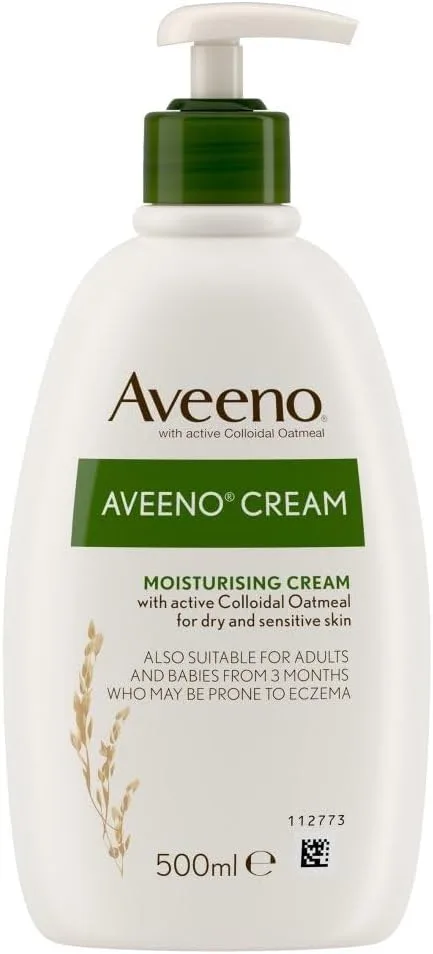 Aveeno®
with active Colloidal Oatmeal
AVEENO® CREAM
MOISTURISING CREAM
with active Colloidal Oatmeal
for dry and sensitive skin
ALSO SUITABLE FOR ADULTS
AND BABIES FROM 3 MONTHS
WHO MAY BE PRONE TO ECZEMA
112773
500ml ℮